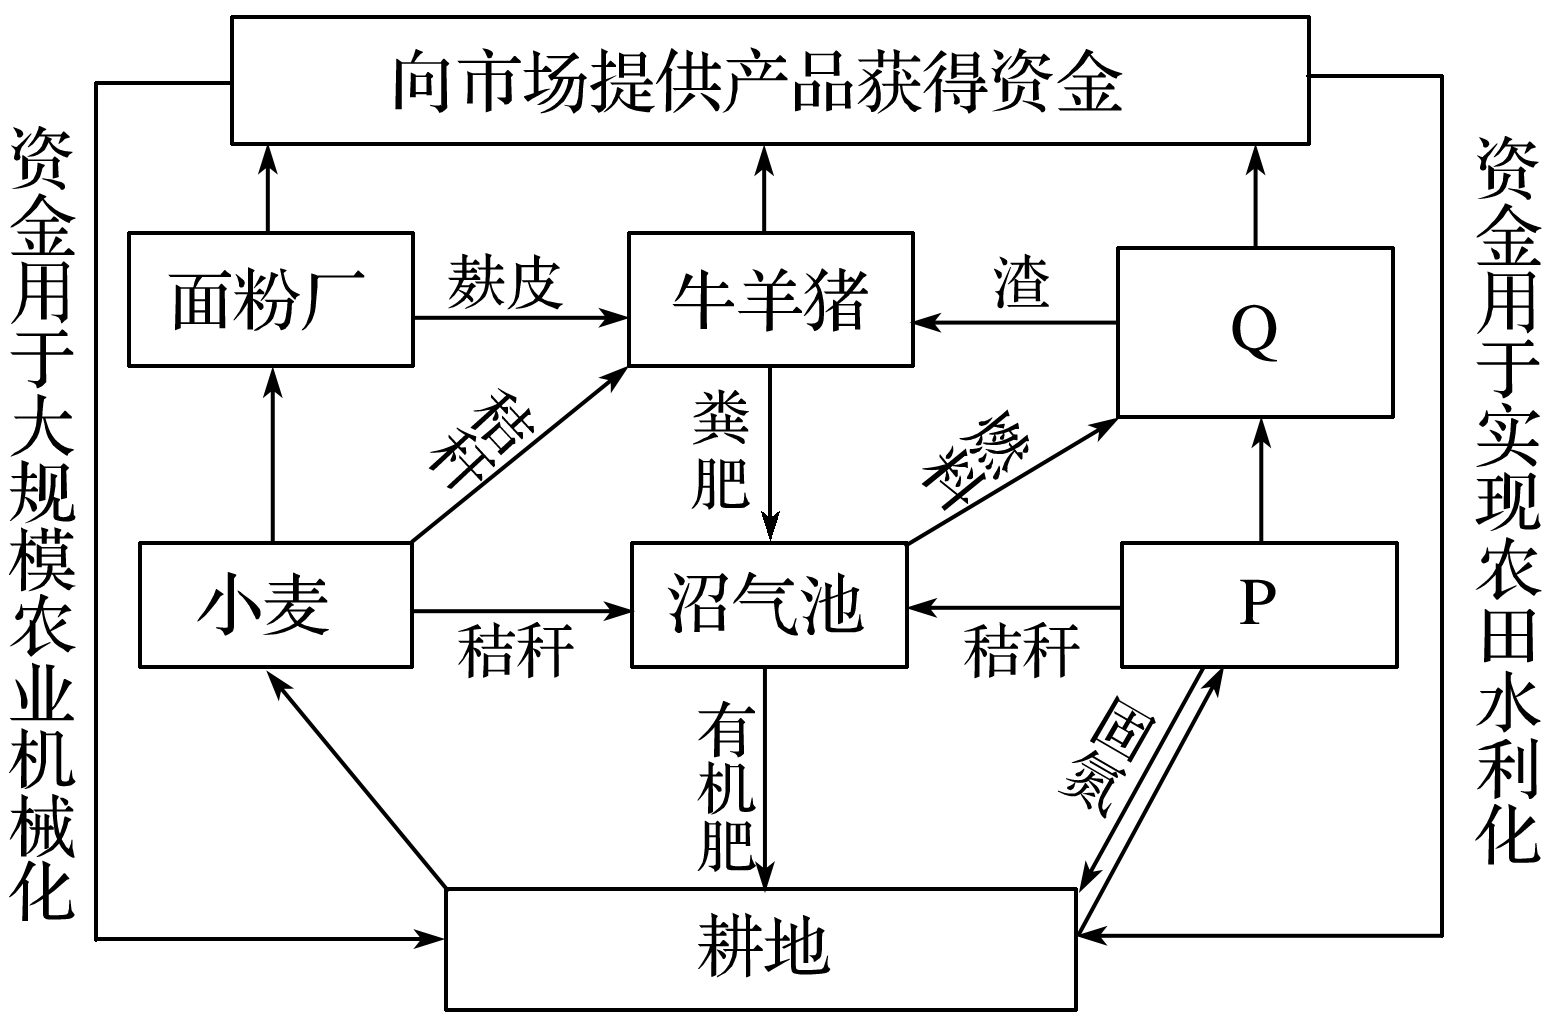 向市场提供产品获得资金
资金用于大规模农业机械化
资金用于实现农田水利化
面粉厂
麸皮
牛羊猪
渣
Q
秸秆
粪肥
燃料
小麦
秸秆
沼气池
秸秆
P
有机肥
固氮
耕地